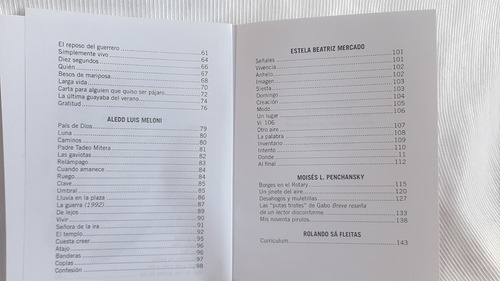 El reposo del guerrero 61
Simplemente vivo 63
Diez segundos 64
Quién 66
Besos de mariposa 67
Larga vida 68
Carta para alguien que quiso ser pájaro 70
La última guayaba del verano 72
Gratitud 74
76
ALEDO LUIS MELONI
País de Dios 79
Luna 80
Caminos 80
Padre Tadeo Mitera 81
Las gaviotas 82
Relámpago 83
Cuando amanece 84
Ruego 84
Clave 85
Umbral 85
Lluvia en la plaza 86
La guerra (1992) 87
De lejos 89
Vivir 90
Señora de la ira 91
El templo 92
Cuesta creer 95
Atajo 96
Banderas 96
Coplas 97
Confesión 98
ESTELA BEATRIZ MERCADO
Señales 101
Vivencia 102
Anhelo 102
Imagen 103
Siesta 103
Domingo 104
Creación 105
Modo 106
Un lugar
Vi 106
Otro aire 107
La palabra 108
Inventario 109
Intento 110
Donde 11
Al final 112
MOISÉS L. PENCHANSKY
Borges en el Rotary 115
Un jinete del aire 120
Desahogos y muletillas 127
Las "putas tristes" de Gabo Breve reseña
de un lector disconforme 133
Mis noventa pirulos 138
ROLANDO SÁ FLEITAS
Curriculum 143